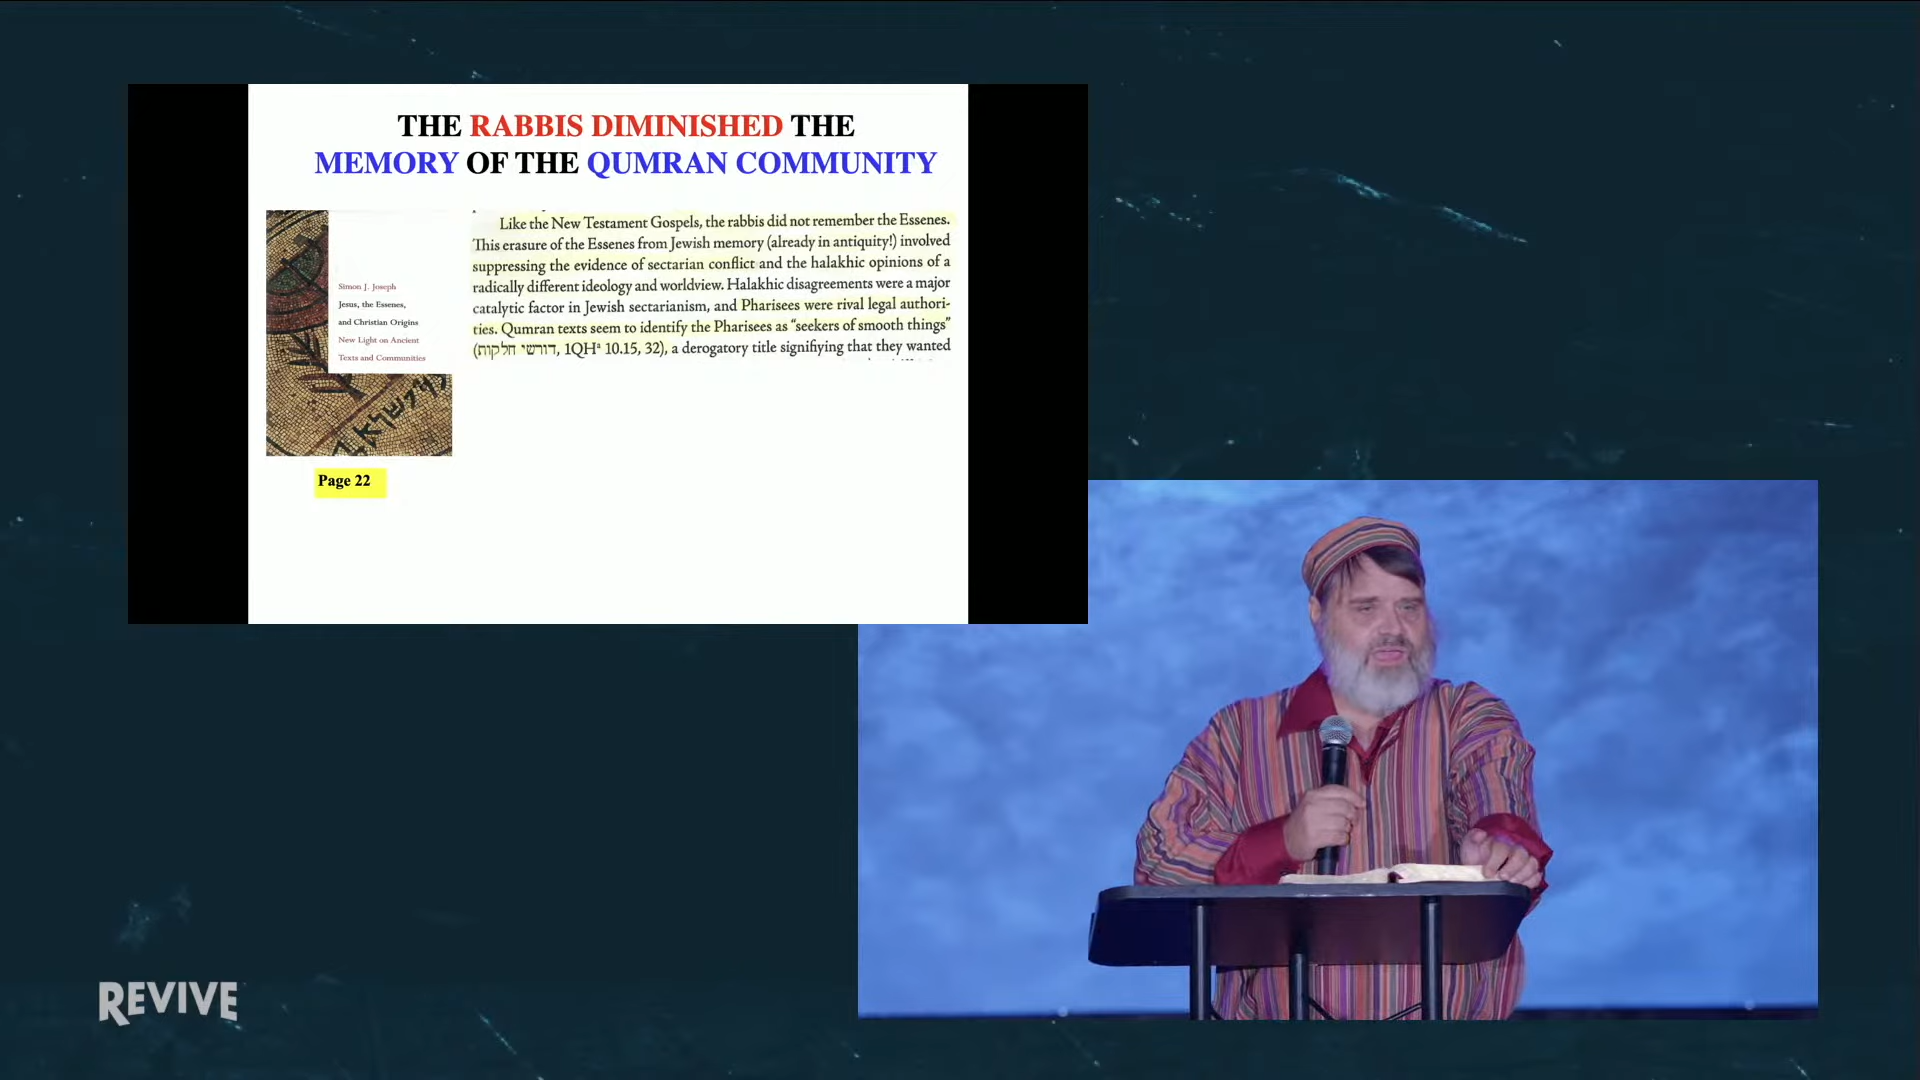 THE RABBIS DIMINISHED THE
MEMORY OF THE QUMRAN COMMUNITY
Simon J. Joseph
Jesus, the Essenes,
and Christian Origins
New Light on Ancient
Texts and Communities
Page 22
Like the New Testament Gospels, the rabbis did not remember the Essenes.
This erasure of the Essenes from Jewish memory (already in antiquity!) involved
suppressing the evidence of sectarian conflict and the halakhic opinions of a
radically different ideology and worldview. Halakhic disagreements were a major
catalytic factor in Jewish sectarianism, and Pharisees were rival legal authori-
ties. Qumran texts seem to identify the Pharisees as “seekers of smooth things”
(דורשי חלקות, 1QHᵃ 10.15, 32), a derogatory title signifiying that they wanted
REVIVE